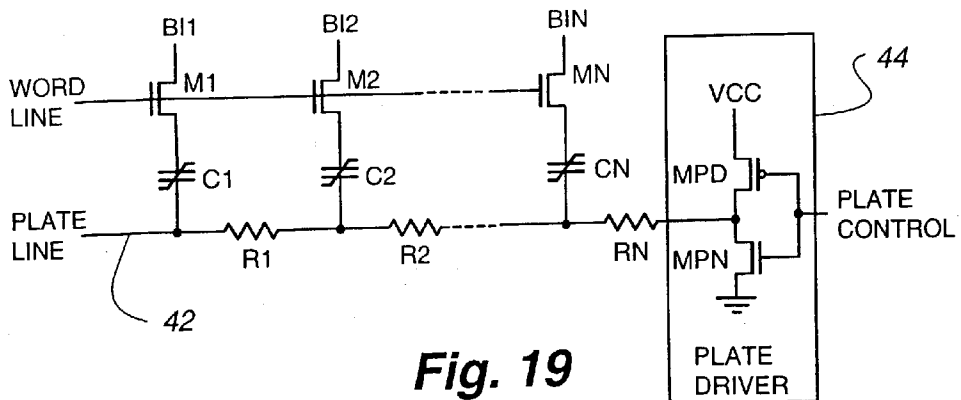 BI1
BI2
BIN
44
WORD
LINE
M1
M2
MN
VCC
C1
C2
CN
MPD
PLATE
CONTROL
PLATE
LINE
R1
R2
RN
MPN
42
PLATE
DRIVER
Fig. 19